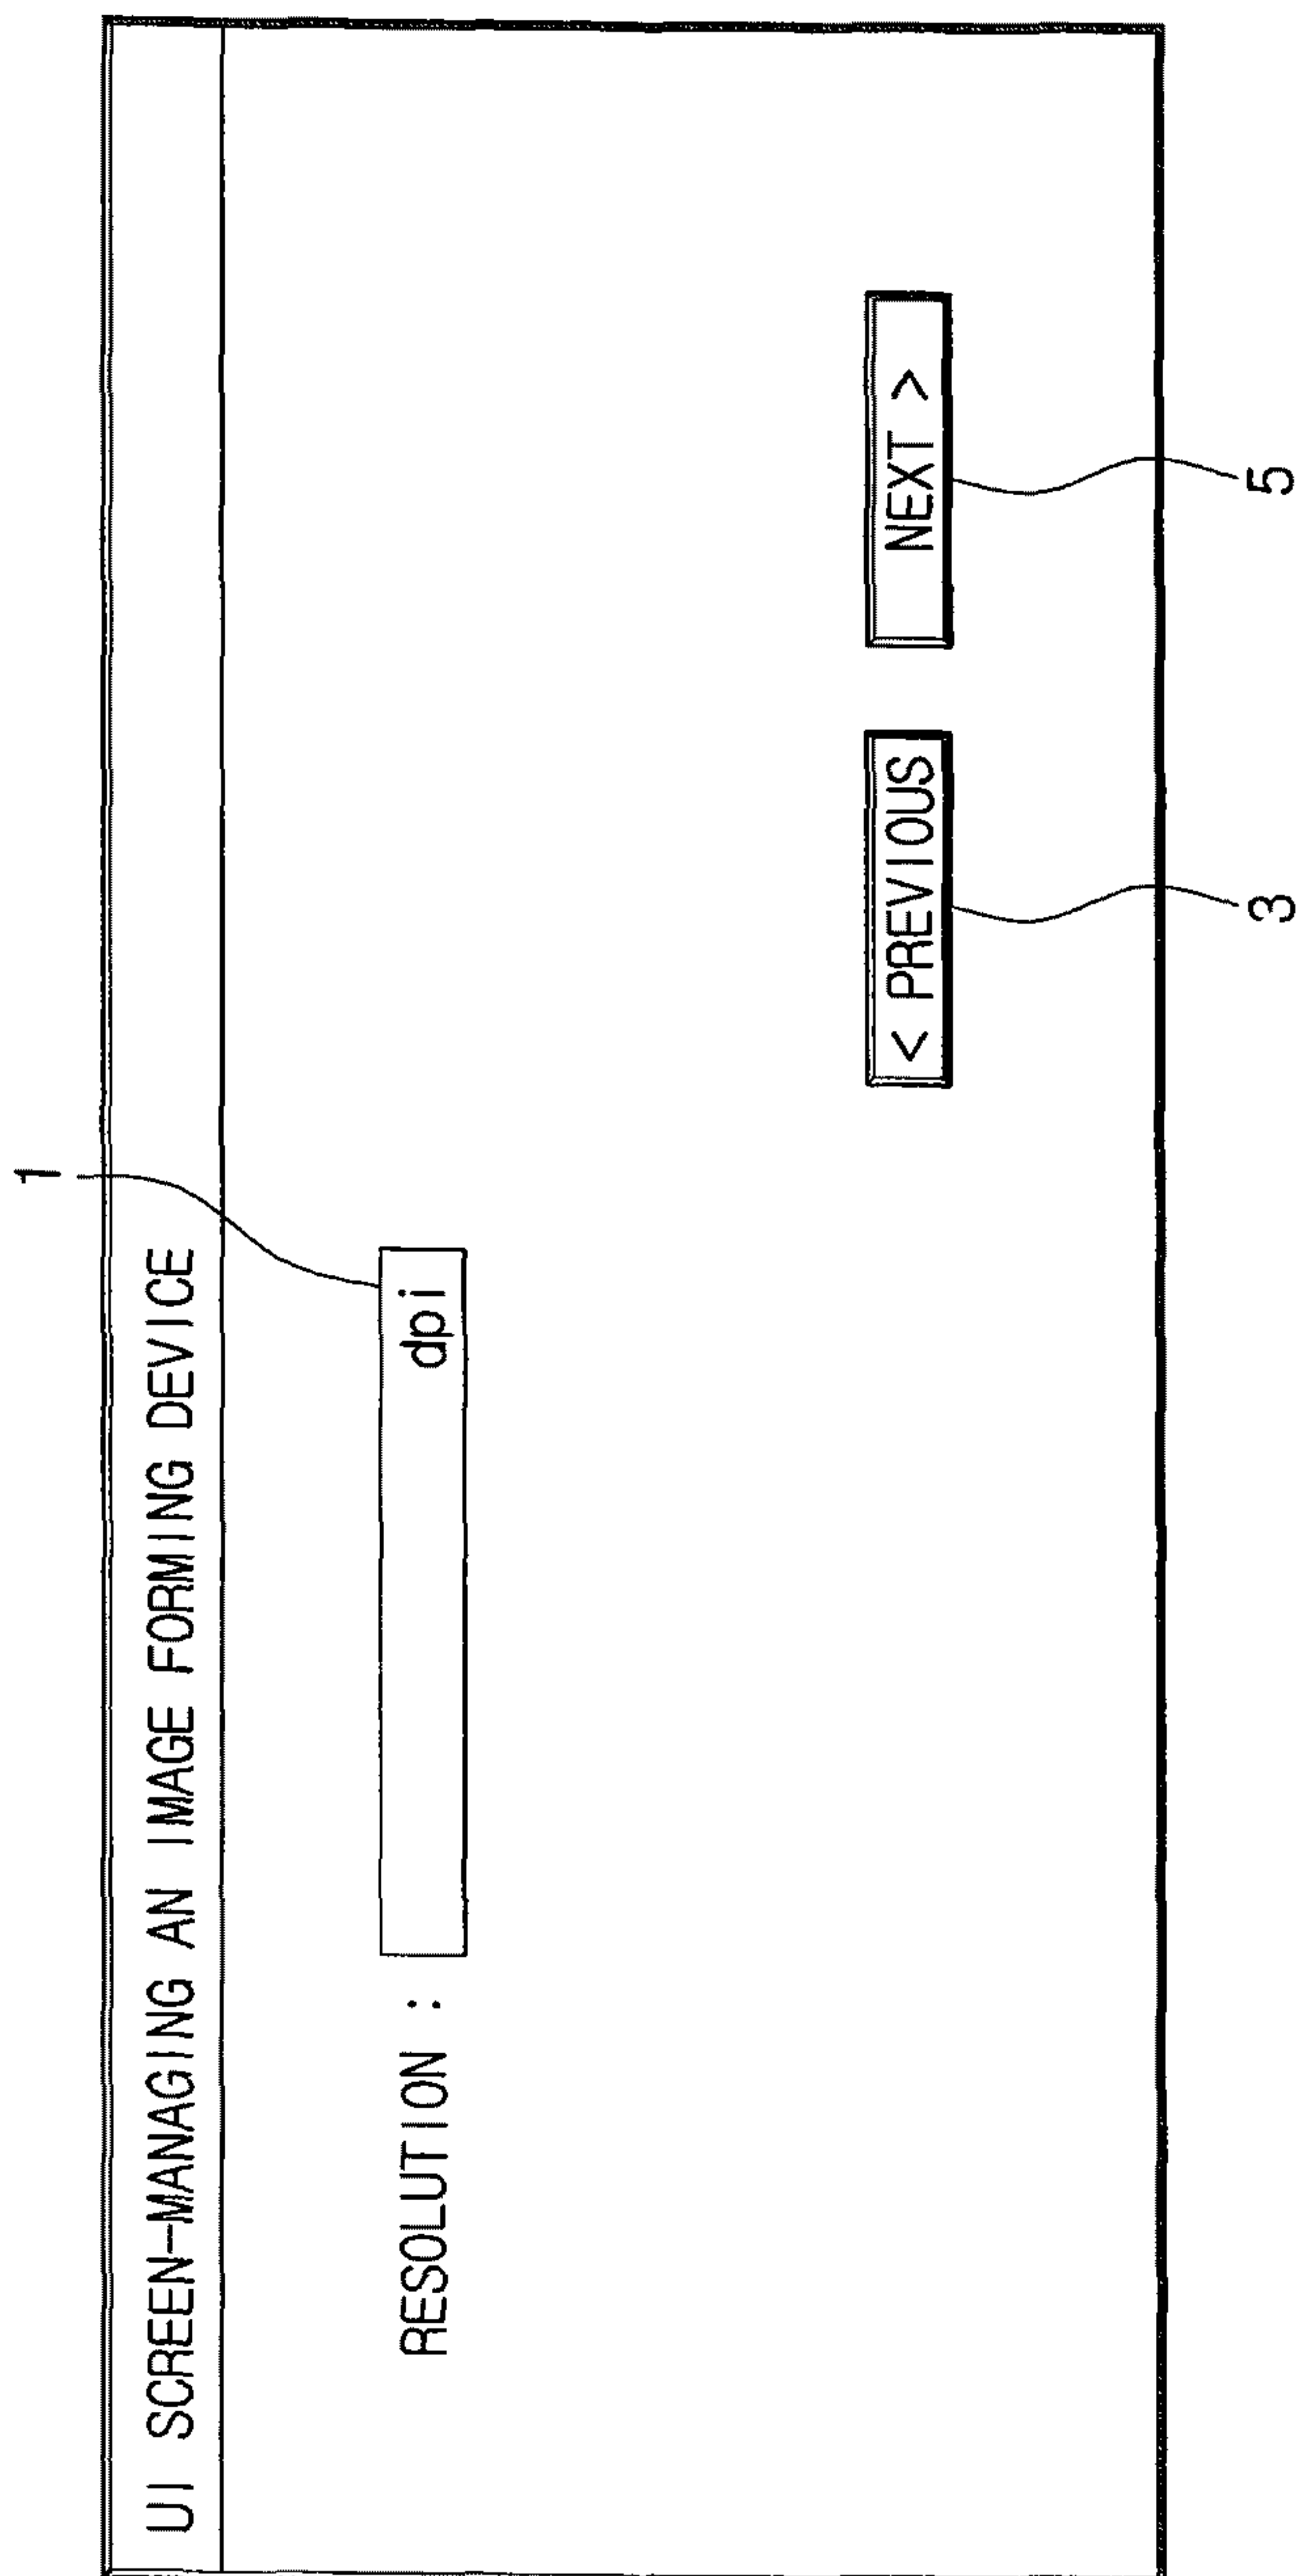 UI SCREEN-MANAGING AN IMAGE FORMING DEVICE
1
RESOLUTION :
dpi
< PREVIOUS
NEXT >
3
5